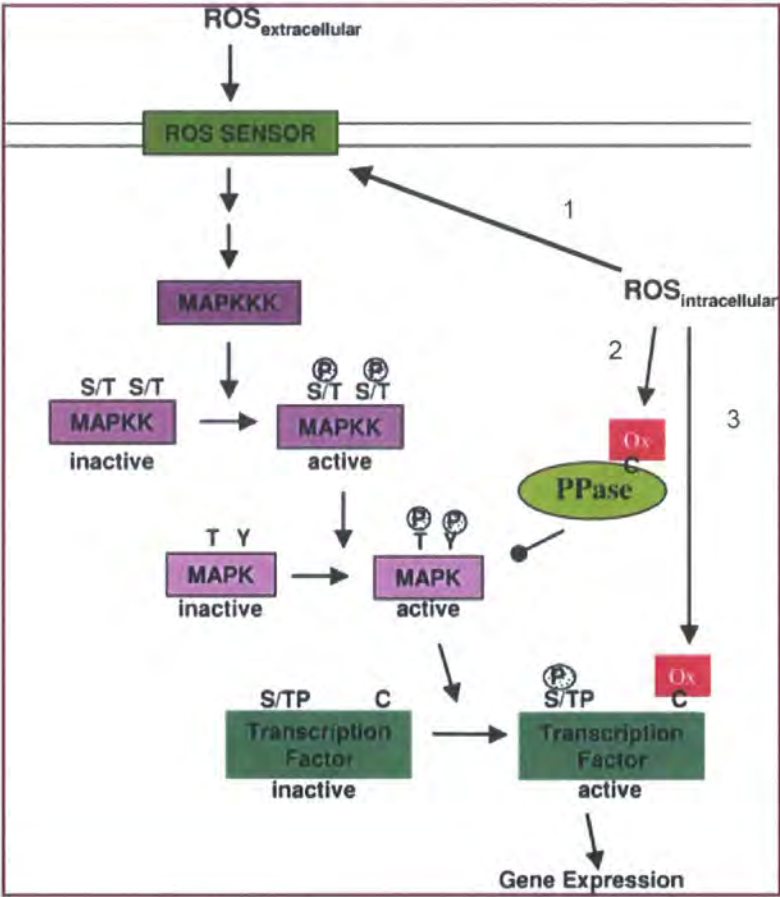 ROSextracellular
ROS SENSOR
1
ROSintracellular
MAPKKK
2
3
P P
S/T S/T
S/T S/T
MAPKK
MAPKK
inactive
active
Ox
C
PPase
P P
T Y
T Y
MAPK
MAPK
inactive
active
P
Ox
S/TP C
S/TP C
Transcription
Factor
Transcription
Factor
inactive
active
Gene Expression